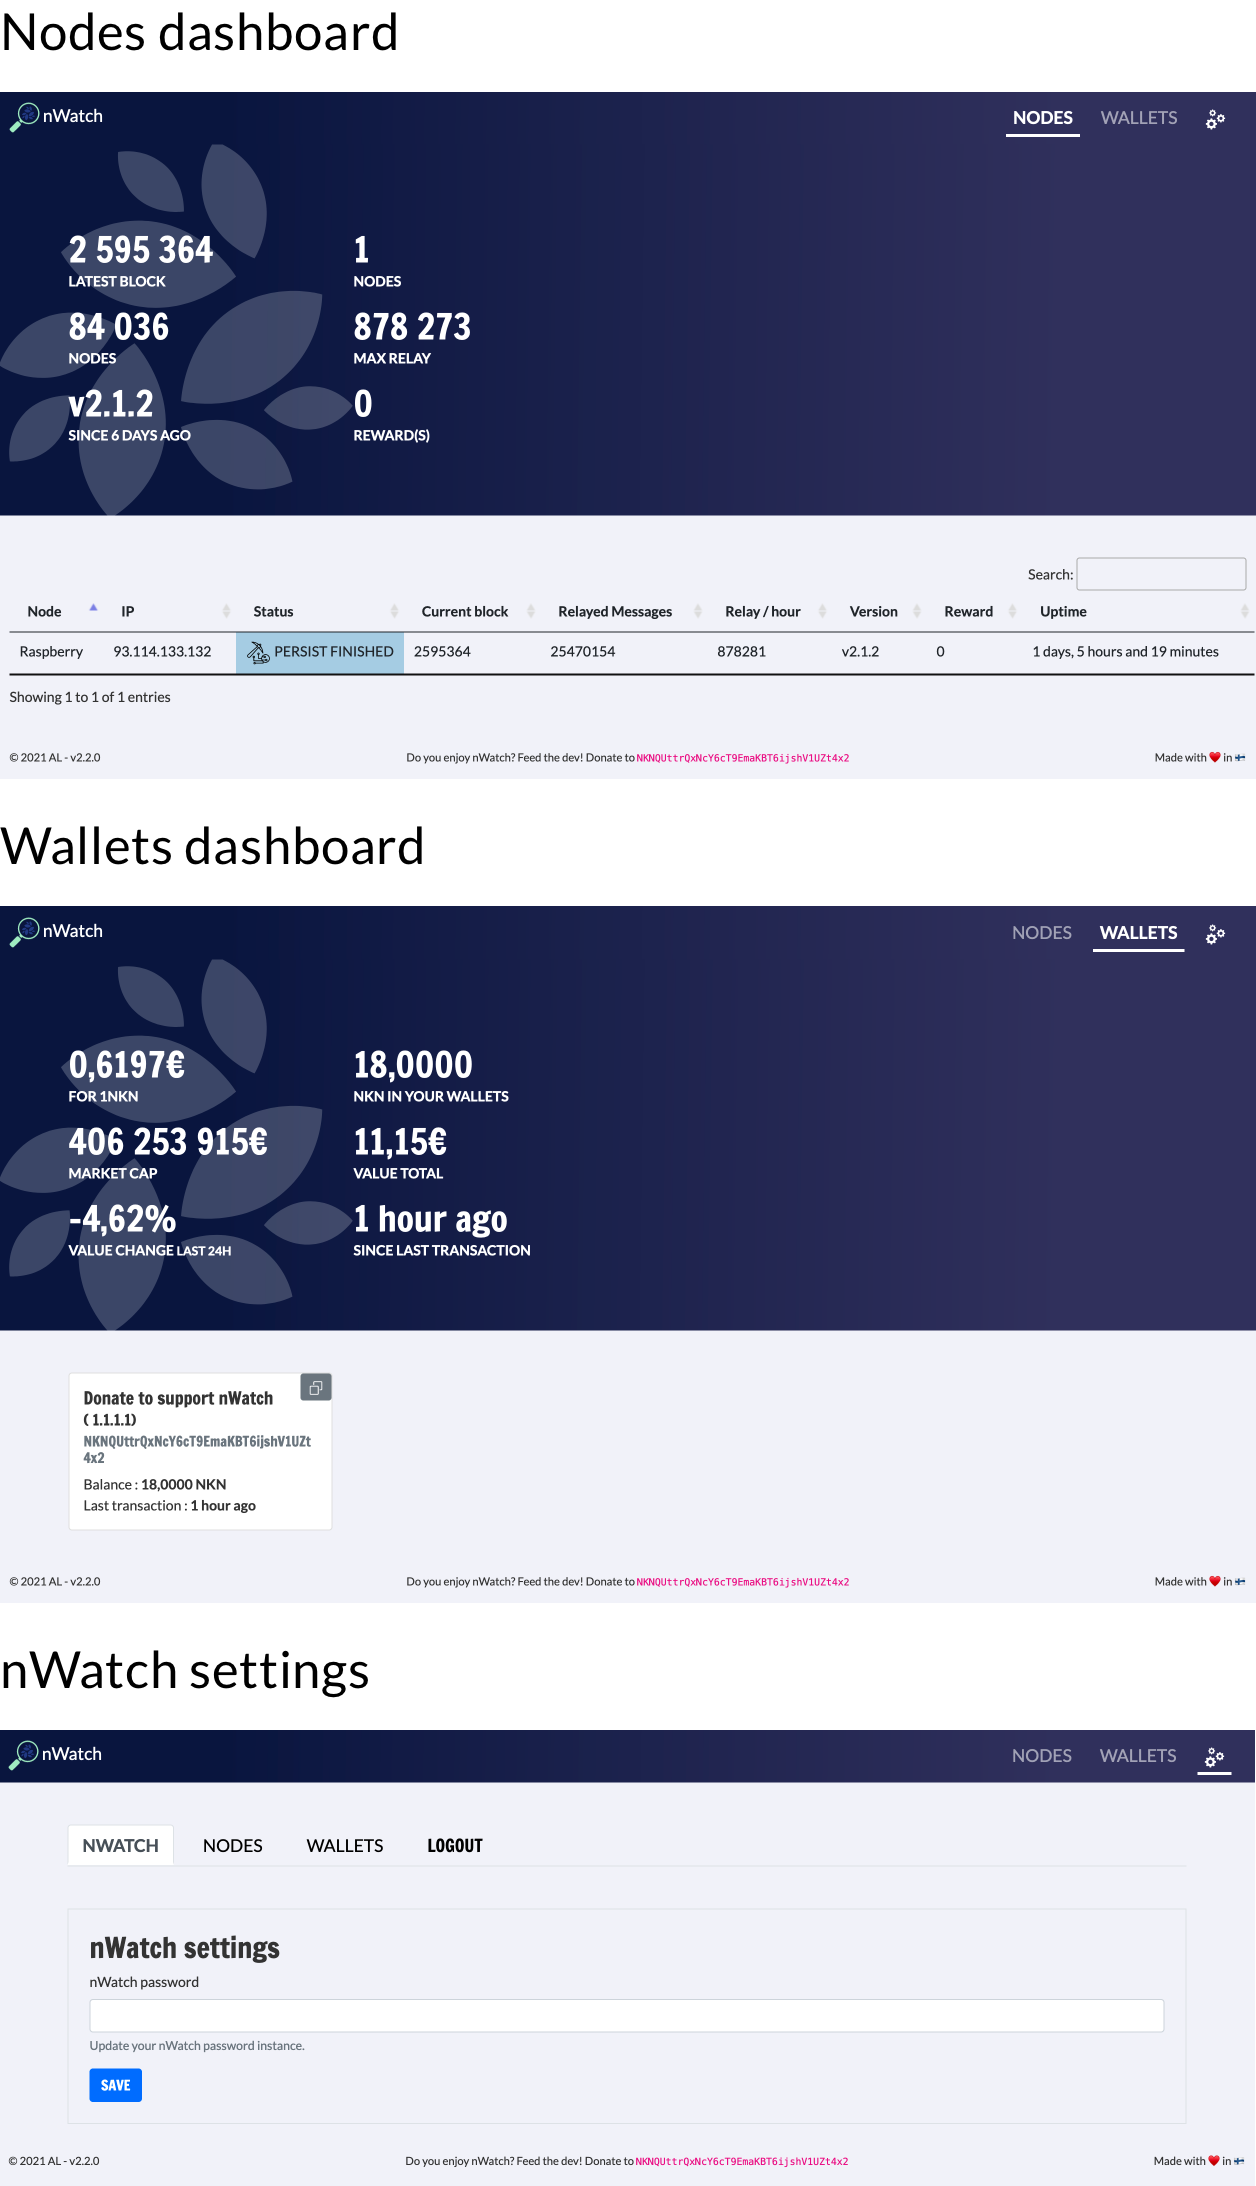 Nodes dashboard
nWatch
NODES WALLETS
2 595 364
LATEST BLOCK
1
NODES
84 036
NODES
878 273
MAX RELAY
v2.1.2
SINCE 6 DAYS AGO
0
REWARD(S)
Search:
Node IP Status Current block Relayed Messages Relay / hour Version Reward Uptime
Raspberry 93.114.133.132 PERSIST FINISHED 2595364 25470154 878281 v2.1.2 0 1 days, 5 hours and 19 minutes
Showing 1 to 1 of 1 entries
© 2021 AL - v2.2.0 Do you enjoy nWatch? Feed the dev! Donate to NKNQUttrQxNcY6cT9EmaKBT6ijshV1UZt4x2 Made with ❤️ in 🇫🇮
Wallets dashboard
nWatch
NODES WALLETS
0,6197€
FOR 1NKN
18,0000
NKN IN YOUR WALLETS
406 253 915€
MARKET CAP
11,15€
VALUE TOTAL
-4,62%
VALUE CHANGE LAST 24H
1 hour ago
SINCE LAST TRANSACTION
Donate to support nWatch
( 1.1.1.1)
NKNQUttrQxNcY6cT9EmaKBT6ijshV1UZt
4x2
Balance : 18,0000 NKN
Last transaction : 1 hour ago
© 2021 AL - v2.2.0 Do you enjoy nWatch? Feed the dev! Donate to NKNQUttrQxNcY6cT9EmaKBT6ijshV1UZt4x2 Made with ❤️ in 🇫🇮
nWatch settings
nWatch
NODES WALLETS
NWATCH NODES WALLETS LOGOUT
nWatch settings
nWatch password
Update your nWatch password instance.
SAVE
© 2021 AL - v2.2.0 Do you enjoy nWatch? Feed the dev! Donate to NKNQUttrQxNcY6cT9EmaKBT6ijshV1UZt4x2 Made with ❤️ in 🇫🇮